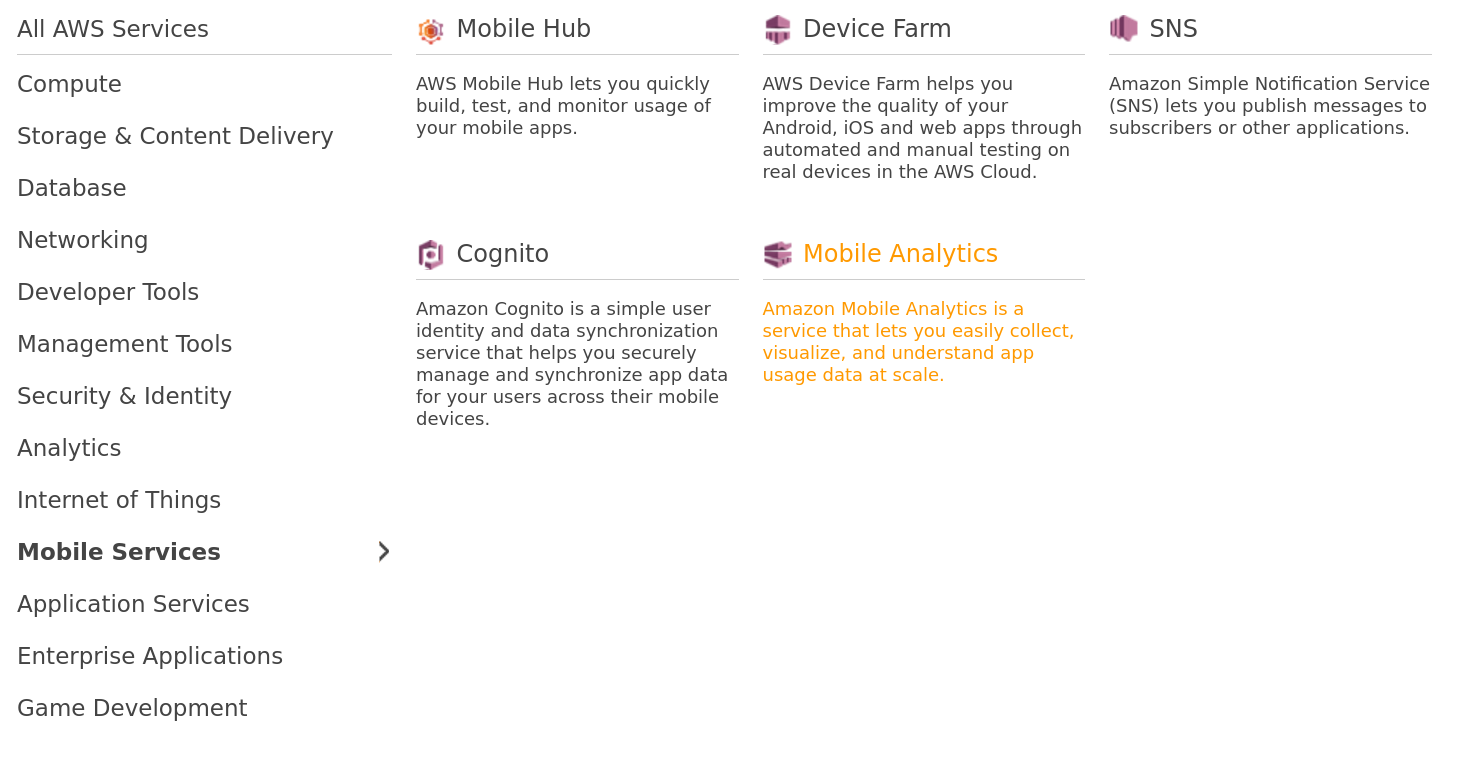 All AWS Services
Compute
Storage & Content Delivery
Database
Networking
Developer Tools
Management Tools
Security & Identity
Analytics
Internet of Things
Mobile Services
Application Services
Enterprise Applications
Game Development
Mobile Hub
AWS Mobile Hub lets you quickly
build, test, and monitor usage of
your mobile apps.
Device Farm
AWS Device Farm helps you
improve the quality of your
Android, iOS and web apps through
automated and manual testing on
real devices in the AWS Cloud.
SNS
Amazon Simple Notification Service
(SNS) lets you publish messages to
subscribers or other applications.
Cognito
Amazon Cognito is a simple user
identity and data synchronization
service that helps you securely
manage and synchronize app data
for your users across their mobile
devices.
Mobile Analytics
Amazon Mobile Analytics is a
service that lets you easily collect,
visualize, and understand app
usage data at scale.